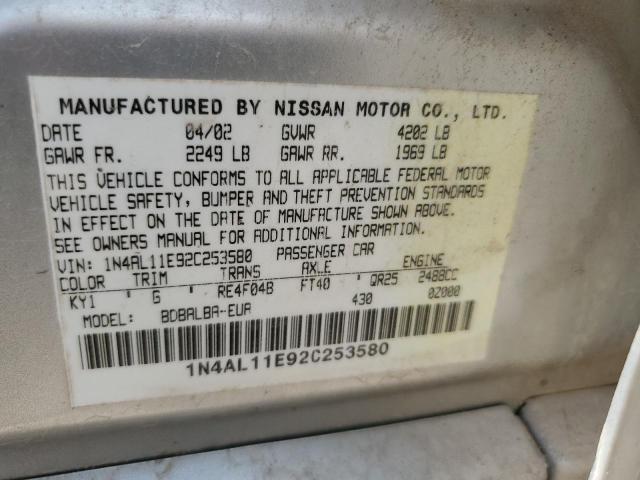 MANUFACTURED BY NISSAN MOTOR CO., LTD.
DATE 04/02 GVWR 4202 LB
GAWR FR. 2249 LB GAWR RR. 1969 LB
THIS VEHICLE CONFORMS TO ALL APPLICABLE FEDERAL MOTOR
VEHICLE SAFETY, BUMPER AND THEFT PREVENTION STANDARDS
IN EFFECT ON THE DATE OF MANUFACTURE SHOWN ABOVE.
SEE OWNERS MANUAL FOR ADDITIONAL INFORMATION.
VIN: 1N4AL11E92C253580 PASSENGER CAR
COLOR TRIM TRANS AXLE ENGINE
KY1 ' G ' RE4F04B FT40 ' QR25 2488CC
MODEL: BDBALBA-EUA 430 0Z000
1N4AL11E92C253580